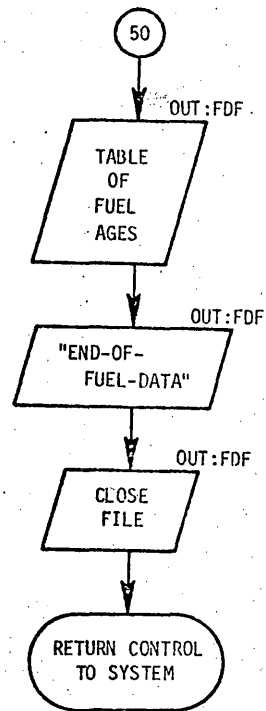 50
OUT:FDF
TABLE
OF
FUEL
AGES
OUT:FDF
"END-OF-
FUEL-DATA"
OUT:FDF
CLOSE
FILE
RETURN CONTROL
TO SYSTEM